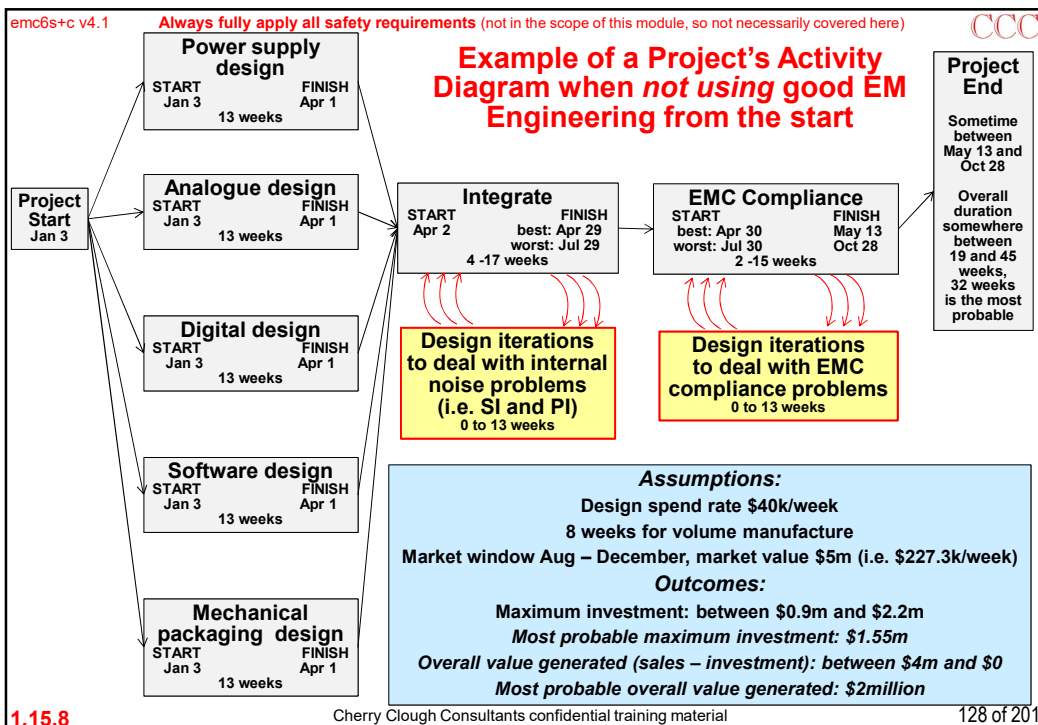 emc6s+c v4.1
Always fully apply all safety requirements (not in the scope of this module, so not necessarily covered here)
CCC
Example of a Project's Activity
Diagram when not using good EM
Engineering from the start
Project
Start
Jan 3
Power supply
design
START FINISH
Jan 3 Apr 1
13 weeks
Analogue design
START FINISH
Jan 3 Apr 1
13 weeks
Digital design
START FINISH
Jan 3 Apr 1
13 weeks
Software design
START FINISH
Jan 3 Apr 1
13 weeks
Mechanical
packaging design
START FINISH
Jan 3 Apr 1
13 weeks
Integrate
START FINISH
Apr 2 best: Apr 29
worst: Jul 29
4 -17 weeks
Design iterations
to deal with internal
noise problems
(i.e. SI and PI)
0 to 13 weeks
EMC Compliance
START FINISH
best: Apr 30 May 13
worst: Jul 30 Oct 28
2 -15 weeks
Design iterations
to deal with EMC
compliance problems
0 to 13 weeks
Project
End
Sometime
between
May 13 and
Oct 28
Overall
duration
somewhere
between
19 and 45
weeks,
32 weeks
is the most
probable
Assumptions:
Design spend rate $40k/week
8 weeks for volume manufacture
Market window Aug – December, market value $5m (i.e. $227.3k/week)
Outcomes:
Maximum investment: between $0.9m and $2.2m
Most probable maximum investment: $1.55m
Overall value generated (sales – investment): between $4m and $0
Most probable overall value generated: $2million
1.15.8
Cherry Clough Consultants confidential training material
128 of 201